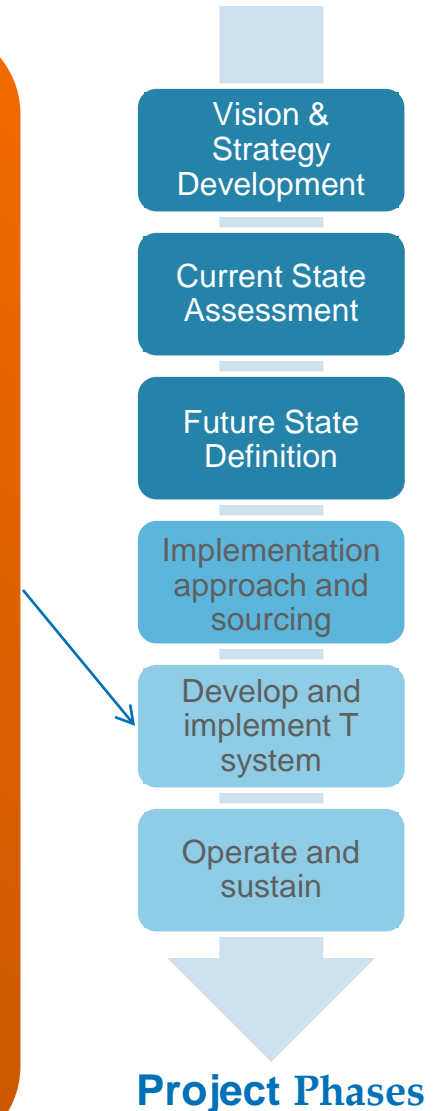 Vision &
Strategy
Development
Current State
Assessment
Future State
Definition
Implementation
approach and
sourcing
Develop and
implement T
system
Operate and
sustain
Project Phases